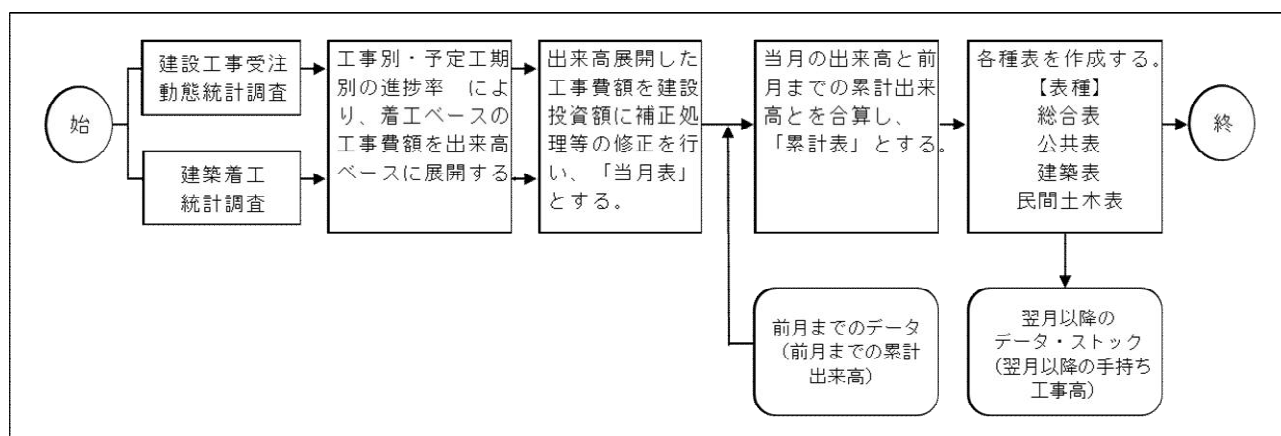 始
建設工事受注
動態統計調査
建築着工
統計調査
工事別・予定工期
別の進捗率 によ
り、着工ベースの
工事費額を出来高
ベースに展開する
出来高展開した
工事費額を建設
投資額に補正処
理等の修正を行
い、「当月表」
とする。
当月の出来高と前
月までの累計出来
高とを合算し、
「累計表」とする。
各種表を作成する。
【表種】
総合表
公共表
建築表
民間土木表
終
前月までのデータ
(前月までの累計
出来高)
翌月以降の
データ・ストック
(翌月以降の手持ち
工事高)